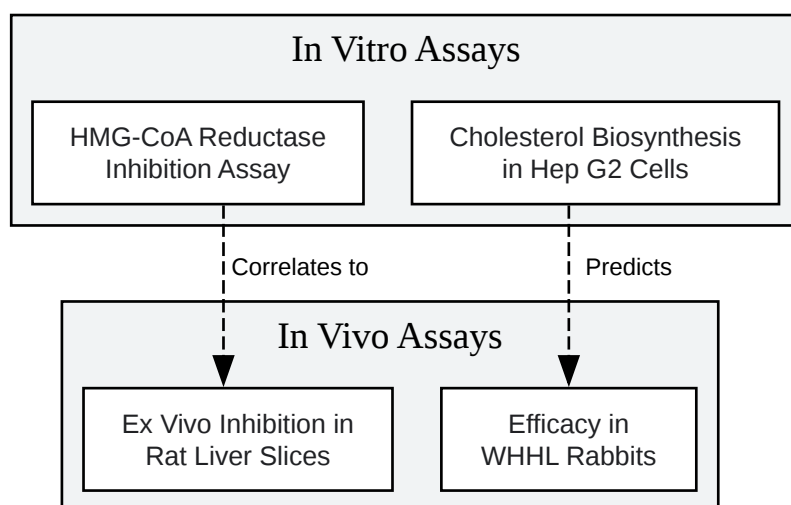 In Vitro Assays
HMG-CoA Reductase
Inhibition Assay
Cholesterol Biosynthesis
in Hep G2 Cells
Correlates to
Predicts
In Vivo Assays
Ex Vivo Inhibition in
Rat Liver Slices
Efficacy in
WHHL Rabbits